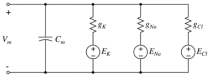 +
g_K
g_Na
g_Cl
V_m
C_m
+
+
+
E_K
E_Na
E_Cl
-
-
-
-